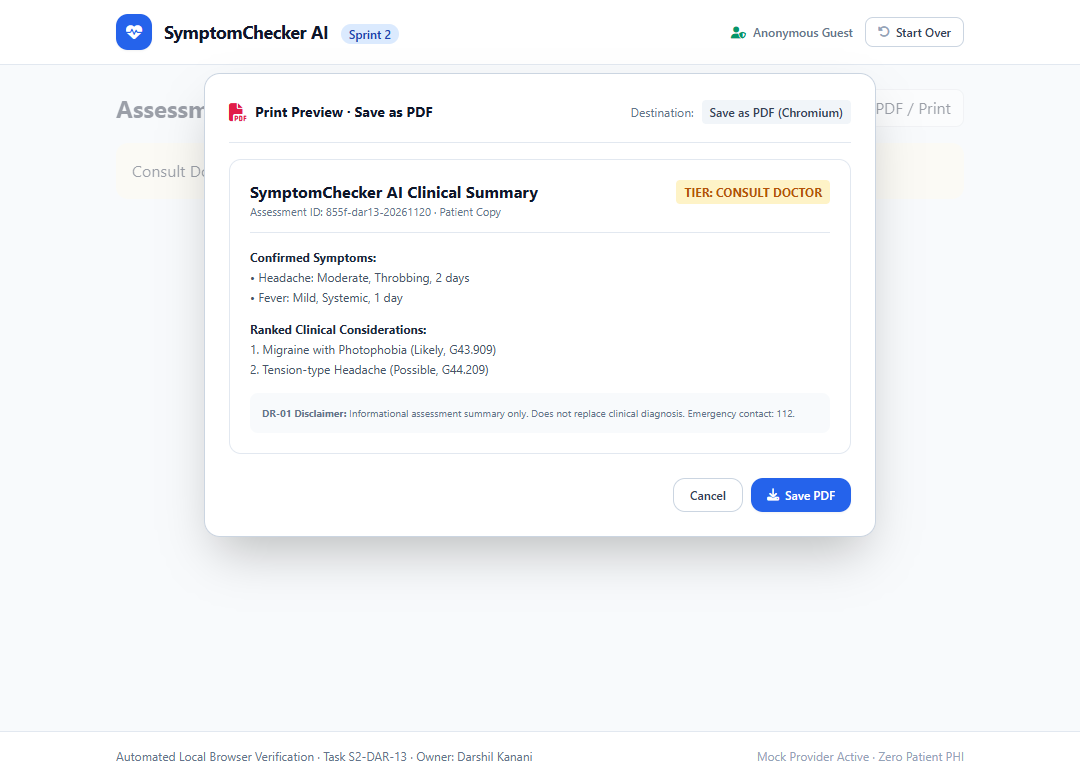 SymptomChecker AI Sprint 2 Anonymous Guest Start Over
Assessm PDF / Print
Print Preview · Save as PDF Destination: Save as PDF (Chromium)
Consult Do
SymptomChecker AI Clinical Summary TIER: CONSULT DOCTOR
Assessment ID: 855f-dar13-20261120 · Patient Copy
Confirmed Symptoms:
• Headache: Moderate, Throbbing, 2 days
• Fever: Mild, Systemic, 1 day
Ranked Clinical Considerations:
1. Migraine with Photophobia (Likely, G43.909)
2. Tension-type Headache (Possible, G44.209)
DR-01 Disclaimer: Informational assessment summary only. Does not replace clinical diagnosis. Emergency contact: 112.
Cancel Save PDF
Automated Local Browser Verification · Task S2-DAR-13 · Owner: Darshil Kanani Mock Provider Active · Zero Patient PHI